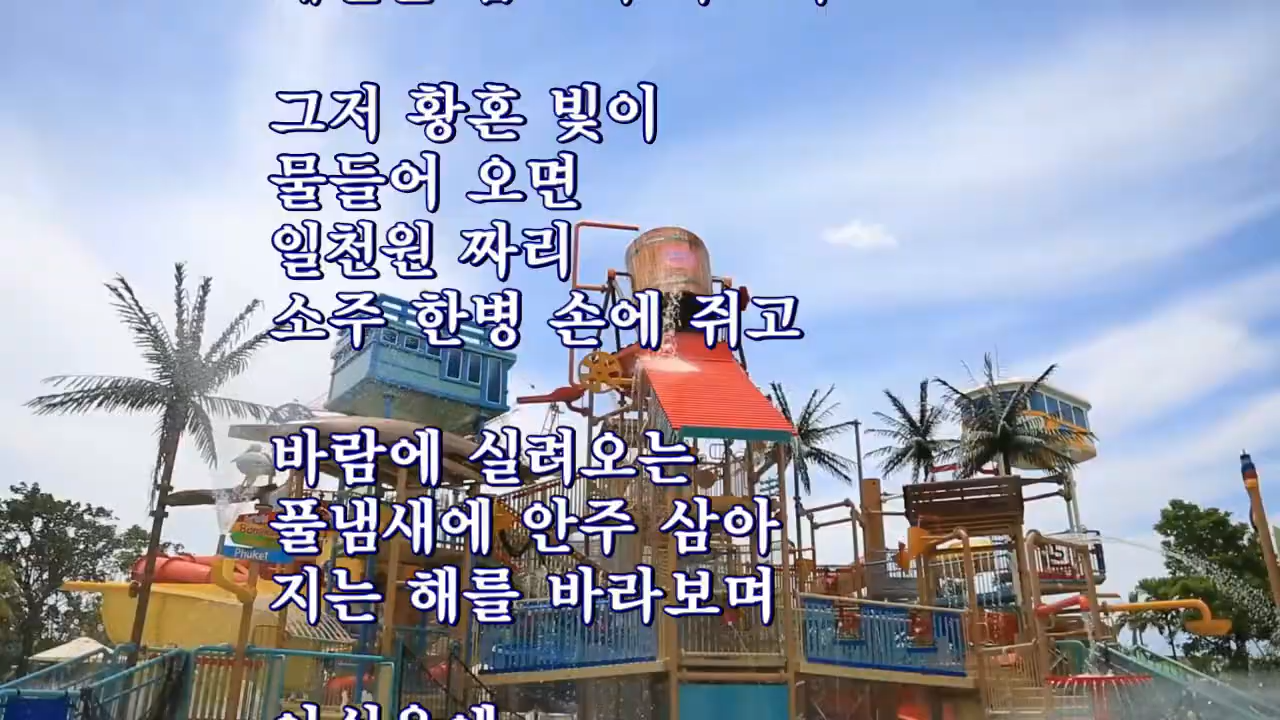 그저 황혼 빛이
물들어 오면
일천원 짜리
소주 한병 손에 쥐고
바람에 실려오는
풀냄새에 안주 삼아
지는 해를 바라보며
Phuket